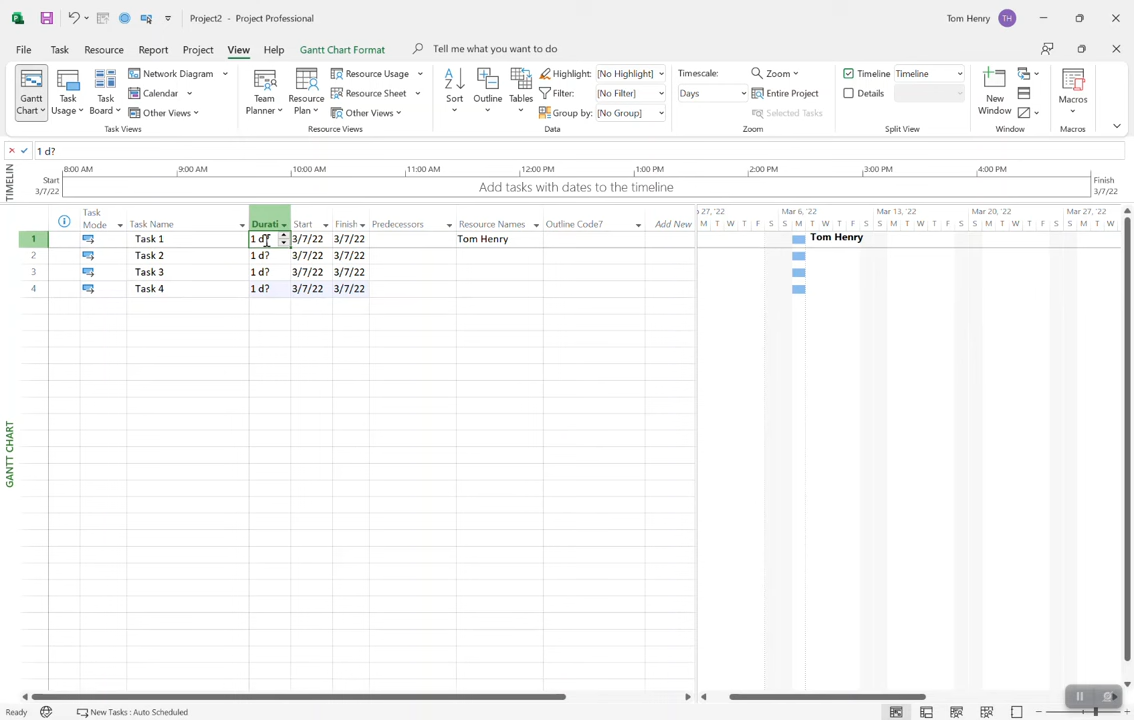 Project2 - Project Professional
Tom Henry TH
File Task Resource Report Project View Help Gantt Chart Format Tell me what you want to do
Gantt Chart
Task Usage
Task Board
Network Diagram
Calendar
Other Views
Task Views
Team Planner
Resource Plan
Resource Usage
Resource Sheet
Other Views
Resource Views
Sort
Outline
Tables
Highlight: [No Highlight]
Filter: [No Filter]
Group by: [No Group]
Data
Timescale:
Days
Zoom
Entire Project
Selected Tasks
Zoom
Timeline Timeline
Details
Split View
New Window
Window
Macros
Macros
1 d?
TIMELIN
Start
3/7/22
8:00 AM 9:00 AM 10:00 AM 11:00 AM 12:00 PM 1:00 PM 2:00 PM 3:00 PM 4:00 PM
Add tasks with dates to the timeline
Finish
3/7/22
Task Mode Task Name Durati Start Finish Predecessors Resource Names Outline Code? Add New
27, '22 Mar 6, '22 Mar 13, '22 Mar 20, '22 Mar 27, '22
M T W T F S S M T W T F S S M T W T F S S M T W T F S S M T W
1 Task 1 1 d 3/7/22 3/7/22 Tom Henry
Tom Henry
2 Task 2 1 d? 3/7/22 3/7/22
3 Task 3 1 d? 3/7/22 3/7/22
4 Task 4 1 d? 3/7/22 3/7/22
GANTT CHART
Ready New Tasks : Auto Scheduled